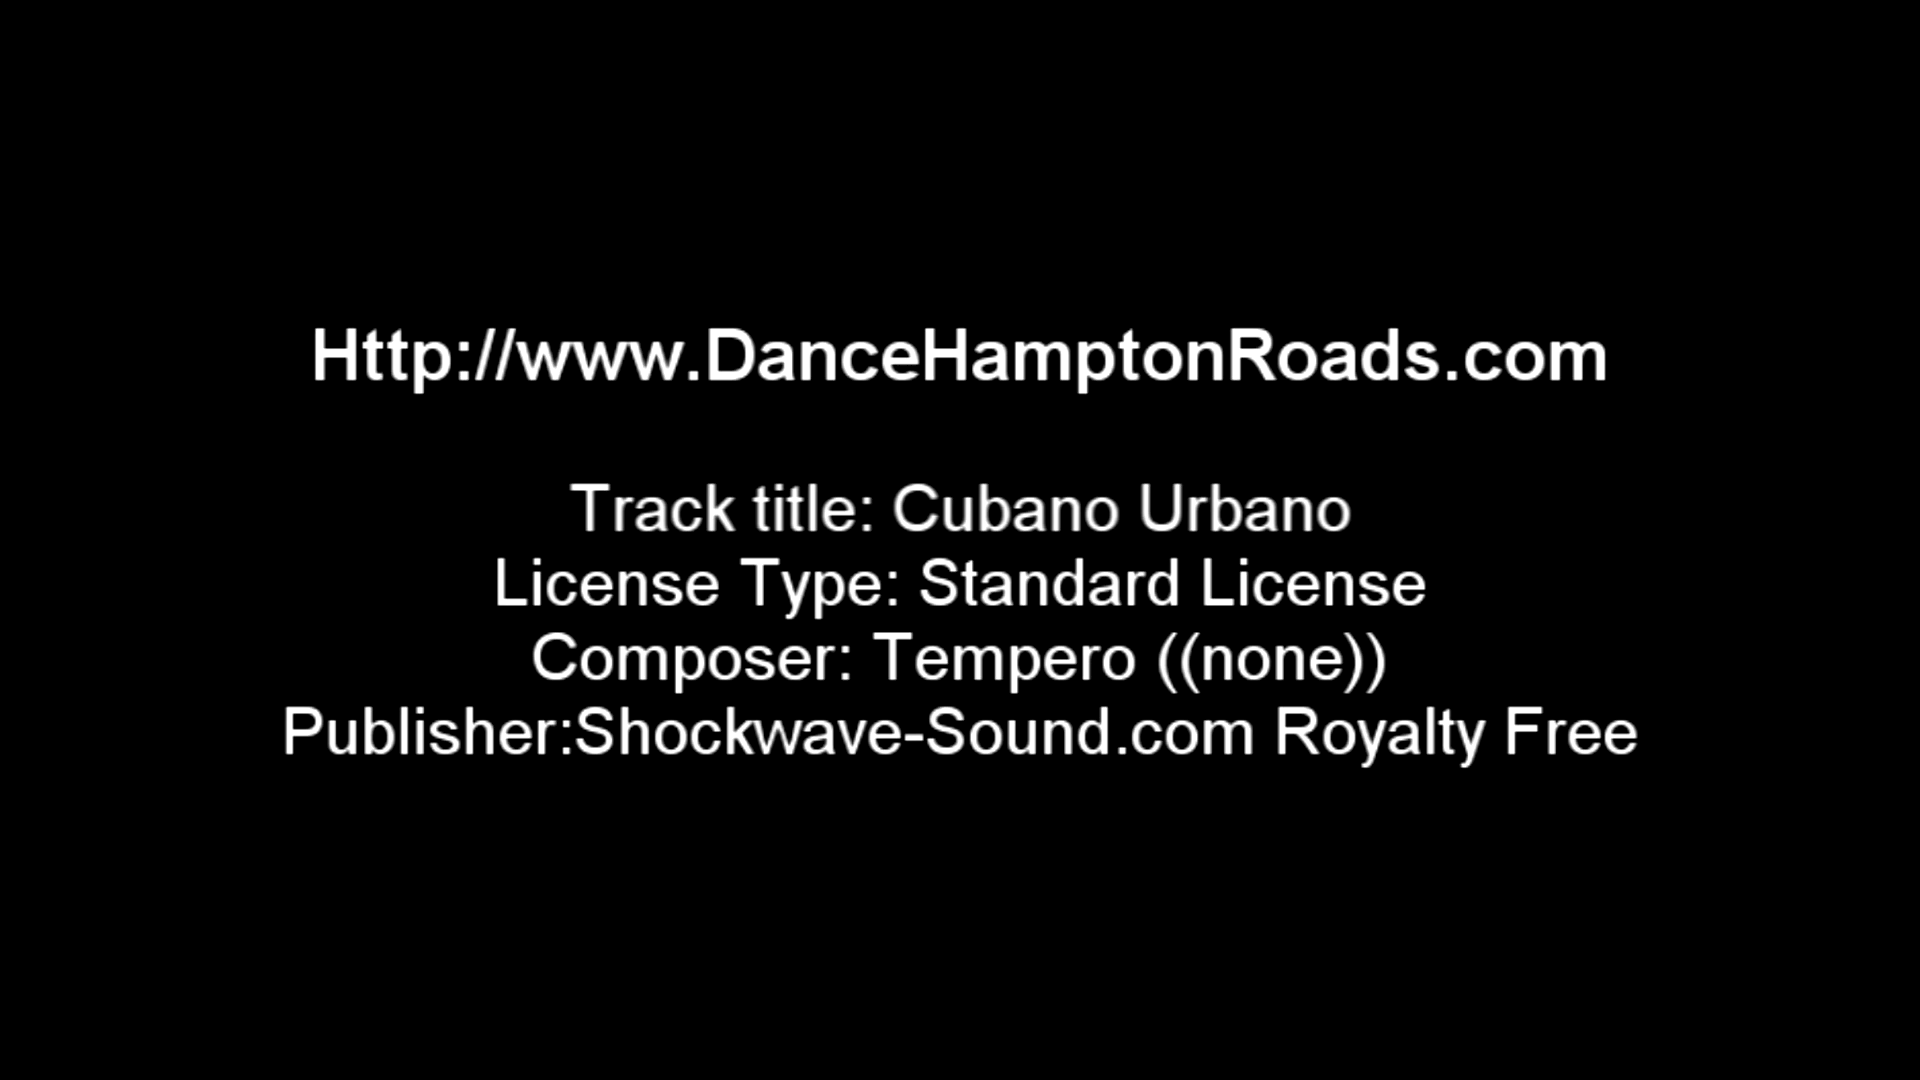 Http://www.DanceHamptonRoads.com
Track title: Cubano Urbano
License Type: Standard License
Composer: Tempero ((none))
Publisher:Shockwave-Sound.com Royalty Free